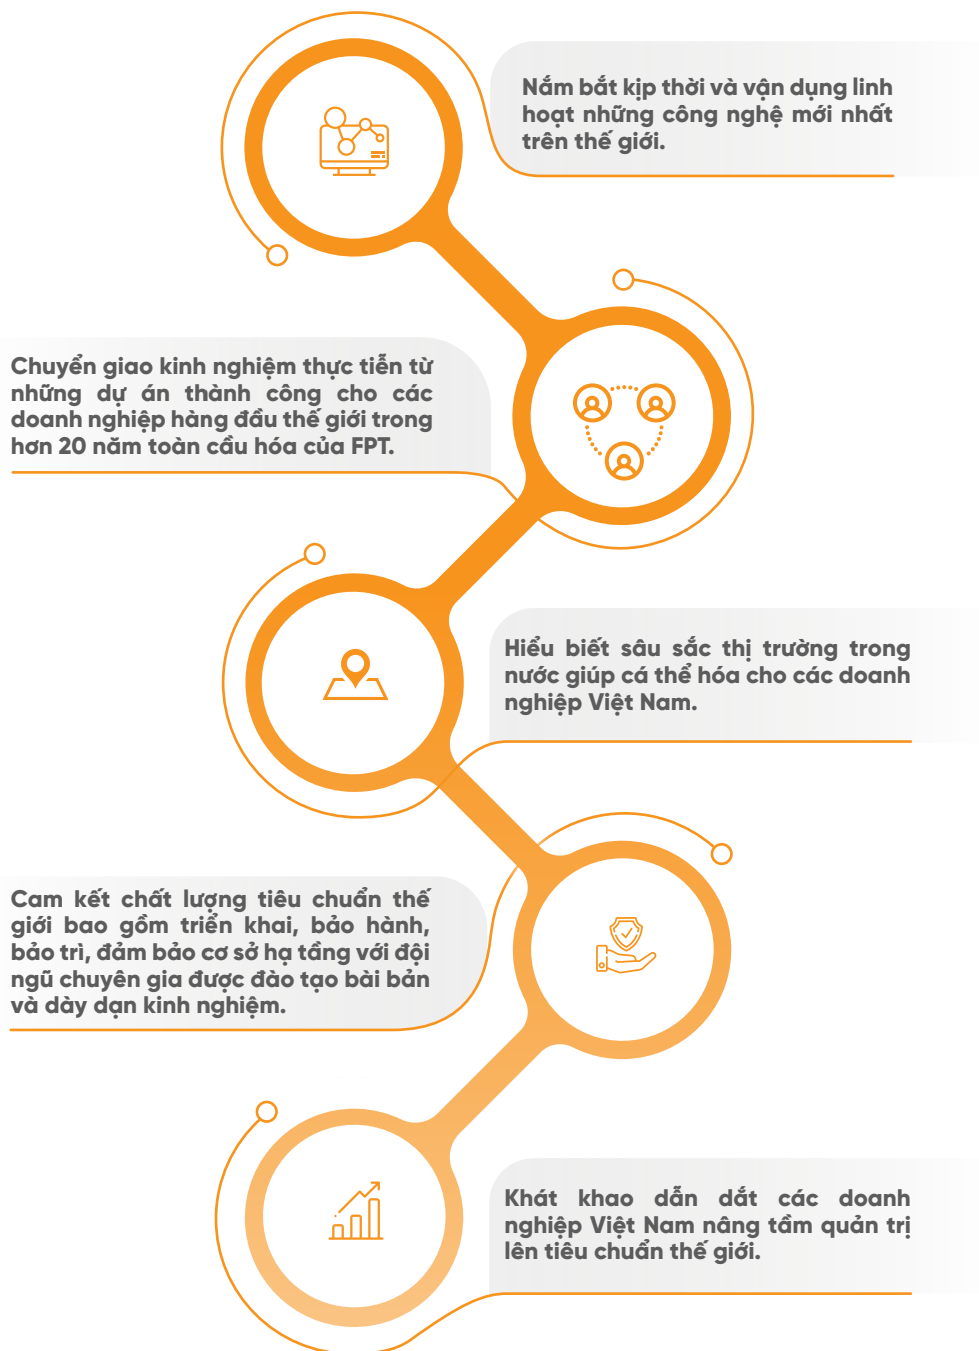 Nắm bắt kịp thời và vận dụng linh
hoạt những công nghệ mới nhất
trên thế giới.
Chuyển giao kinh nghiệm thực tiễn từ
những dự án thành công cho các
doanh nghiệp hàng đầu thế giới trong
hơn 20 năm toàn cầu hóa của FPT.
Hiểu biết sâu sắc thị trường trong
nước giúp cá thể hóa cho các doanh
nghiệp Việt Nam.
Cam kết chất lượng tiêu chuẩn thế
giới bao gồm triển khai, bảo hành,
bảo trì, đảm bảo cơ sở hạ tầng với đội
ngũ chuyên gia được đào tạo bài bản
và dày dạn kinh nghiệm.
Khát khao dẫn dắt các doanh
nghiệp Việt Nam nâng tầm quản trị
lên tiêu chuẩn thế giới.